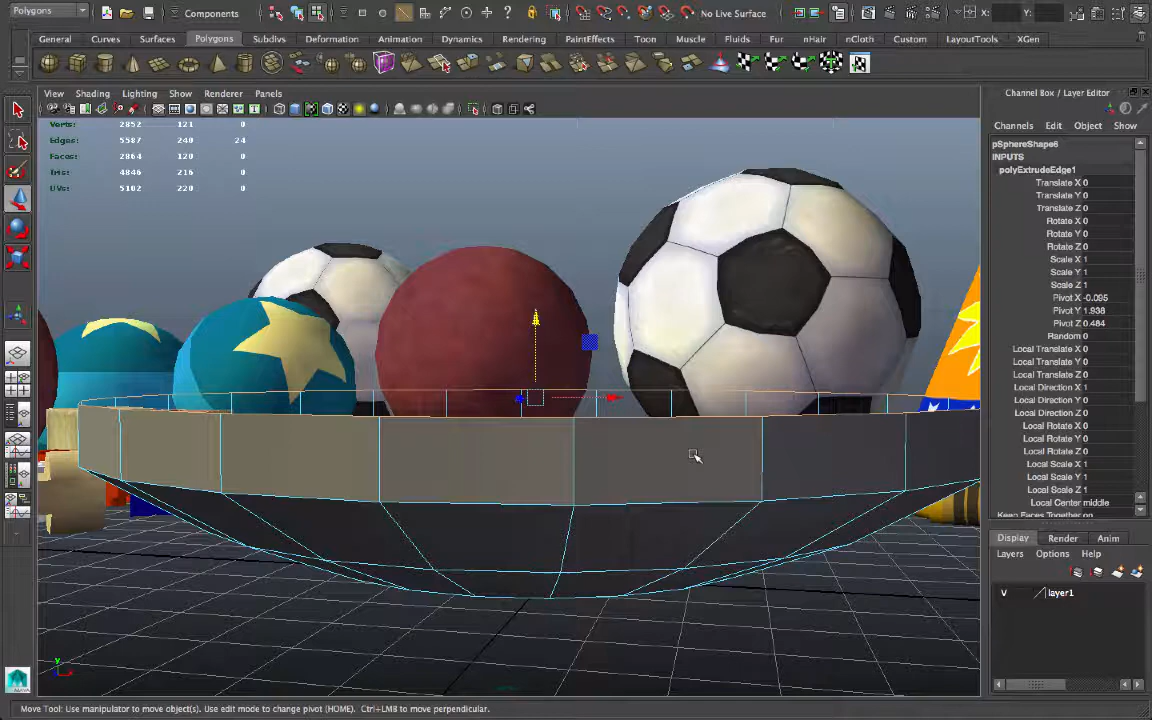 Polygons
Components
No Live Surface
X:
Y:
General
Curves
Surfaces
Polygons
Subdivs
Deformation
Animation
Dynamics
Rendering
PaintEffects
Toon
Muscle
Fluids
Fur
nHair
nCloth
Custom
LayoutTools
XGen
View
Shading
Lighting
Show
Renderer
Panels
Channel Box / Layer Editor
Channels
Edit
Object
Show
Verts: 2852 121 0
Edges: 5587 240 24
Faces: 2864 120 0
Tris: 4846 216 0
UVs: 5102 220 0
pSphereShape6
INPUTS
polyExtrudeEdge1
Translate X 0
Translate Y 0
Translate Z 0
Rotate X 0
Rotate Y 0
Rotate Z 0
Scale X 1
Scale Y 1
Scale Z 1
Pivot X -0.095
Pivot Y 1.938
Pivot Z 0.484
Random 0
Local Translate X 0
Local Translate Y 0
Local Translate Z 0
Local Direction X 1
Local Direction Y 0
Local Direction Z 0
Local Rotate X 0
Local Rotate Y 0
Local Rotate Z 0
Local Scale X 1
Local Scale Y 1
Local Scale Z 1
Local Center middle
Keep Faces Together on
Display
Render
Anim
Layers
Options
Help
V
layer1
y
x
Move Tool: Use manipulator to move object(s). Use edit mode to change pivot (HOME). Ctrl+LMB to move perpendicular.